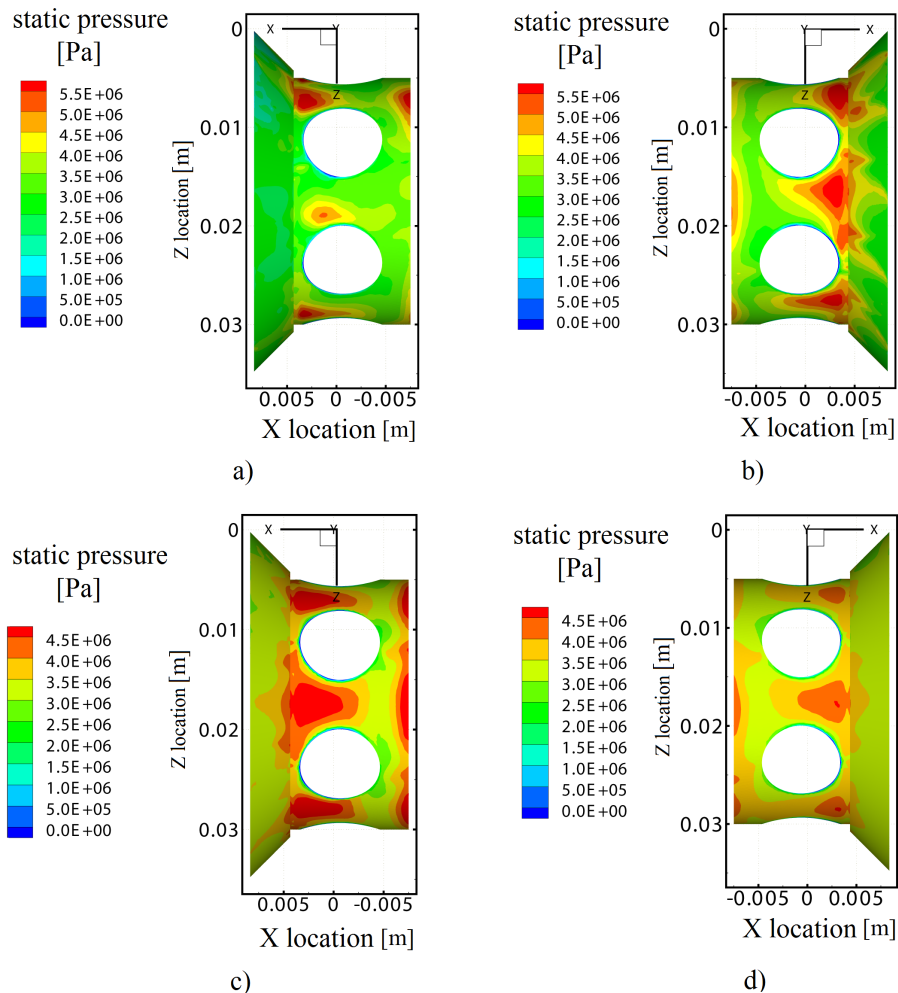 static pressure
[Pa]
5.5E+06
5.0E+06
4.5E+06
4.0E+06
3.5E+06
3.0E+06
2.5E+06
2.0E+06
1.5E+06
1.0E+06
5.0E+05
0.0E+00
0
0.01
0.02
0.03
Z location [m]
X
Y
Z
0.005 0 -0.005
X location [m]
a)
static pressure
[Pa]
5.5E+06
5.0E+06
4.5E+06
4.0E+06
3.5E+06
3.0E+06
2.5E+06
2.0E+06
1.5E+06
1.0E+06
5.0E+05
0.0E+00
0
0.01
0.02
0.03
Z location [m]
Y
X
Z
-0.005 0 0.005
X location [m]
b)
static pressure
[Pa]
4.5E+06
4.0E+06
3.5E+06
3.0E+06
2.5E+06
2.0E+06
1.5E+06
1.0E+06
5.0E+05
0.0E+00
0
0.01
0.02
0.03
Z location [m]
X
Y
Z
0.005 0 -0.005
X location [m]
c)
static pressure
[Pa]
4.5E+06
4.0E+06
3.5E+06
3.0E+06
2.5E+06
2.0E+06
1.5E+06
1.0E+06
5.0E+05
0.0E+00
0
0.01
0.02
0.03
Z location [m]
Y
X
Z
-0.005 0 0.005
X location [m]
d)